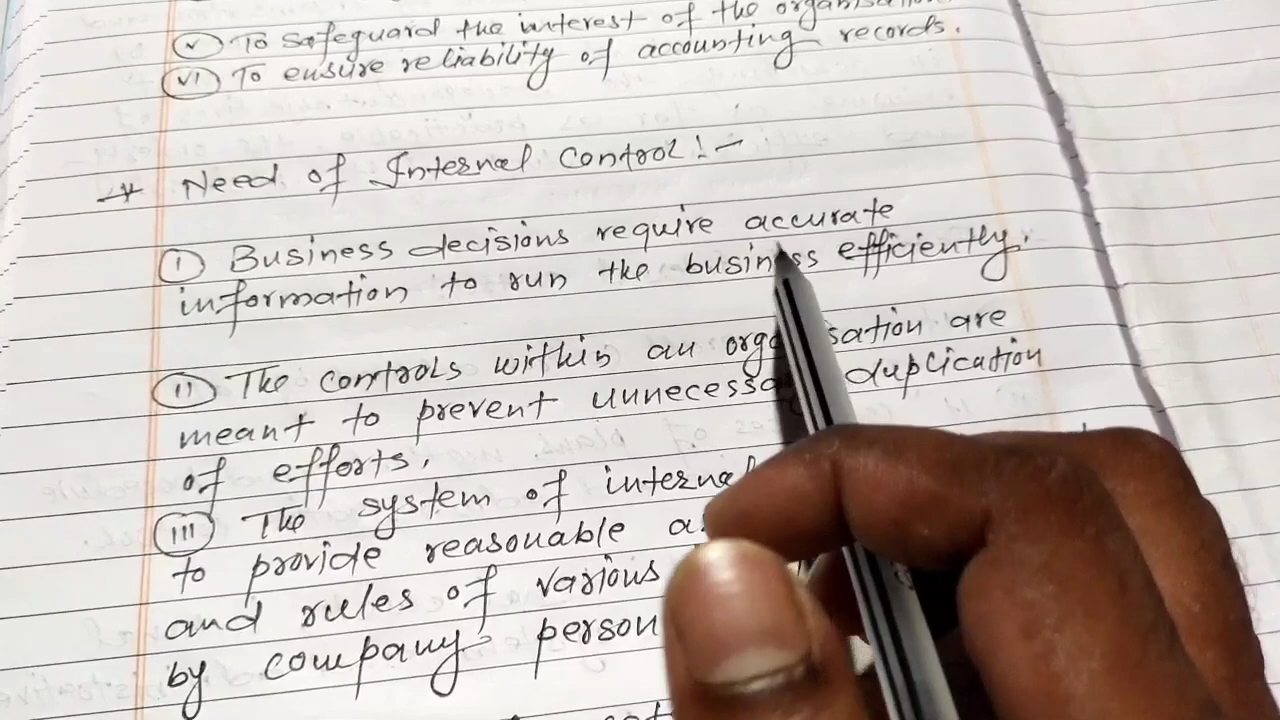 (v) To safeguard the interest of the
(vi) To ensure reliability of accounting records.
* Need of Internal Control:-
(i) Business decisions require accurate
information to run the business efficiently.
(ii) The controls within an organisation are
meant to prevent unnecessary duplication
of efforts.
(iii) The system of internal
to provide reasonable
and rules of various
by company person